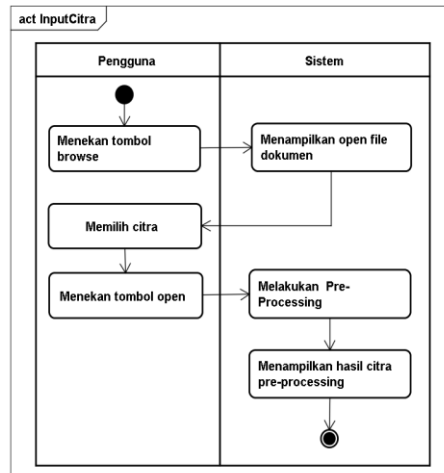 act InputCitra
Pengguna
Sistem
Menekan tombol
browse
Menampilkan open file
dokumen
Memilih citra
Menekan tombol open
Melakukan Pre-
Processing
Menampilkan hasil citra
pre-processing